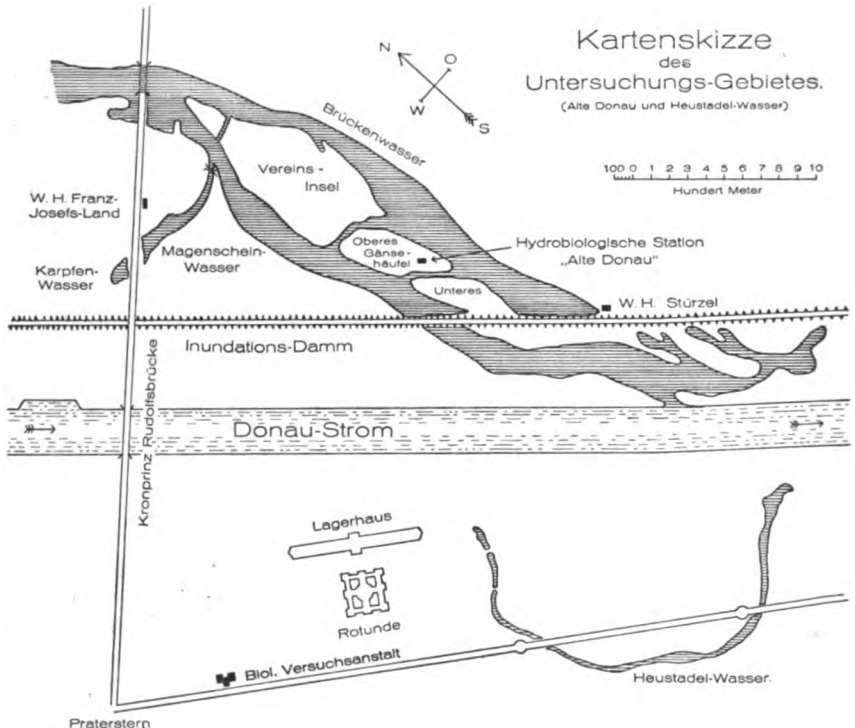 Kartenskizze
des
Untersuchungs-Gebietes.
(Alte Donau und Heustadel-Wasser)
N
O
W
S
100 0 1 2 3 4 5 6 7 8 9 10
Hundert Meter
Brückenwasser
Vereins-
Insel
W. H. Franz-
Josefs-Land
Magenschein-
Wasser
Karpfen-
Wasser
Oberes
Gänse-
häufel
Hydrobiologische Station
„Alte Donau"
Unteres
W. H. Stürzel
Inundations-Damm
Kronprinz Rudolfsbrücke
Donau-Strom
Lagerhaus
Rotunde
Biol. Versuchsanstalt
Heustadel-Wasser.
Praterstern